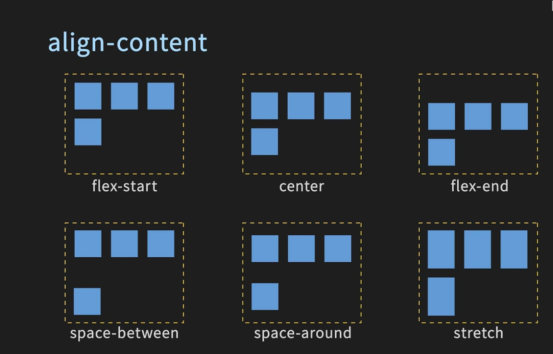 align-content
flex-start
center
flex-end
space-between
space-around
stretch